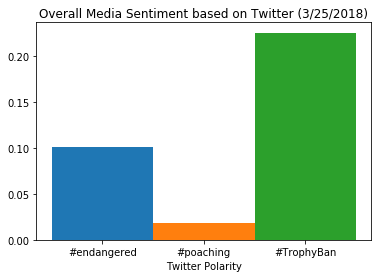 Overall Media Sentiment based on Twitter (3/25/2018)
0.20
0.15
0.10
0.05
0.00
#endangered #poaching #TrophyBan
Twitter Polarity